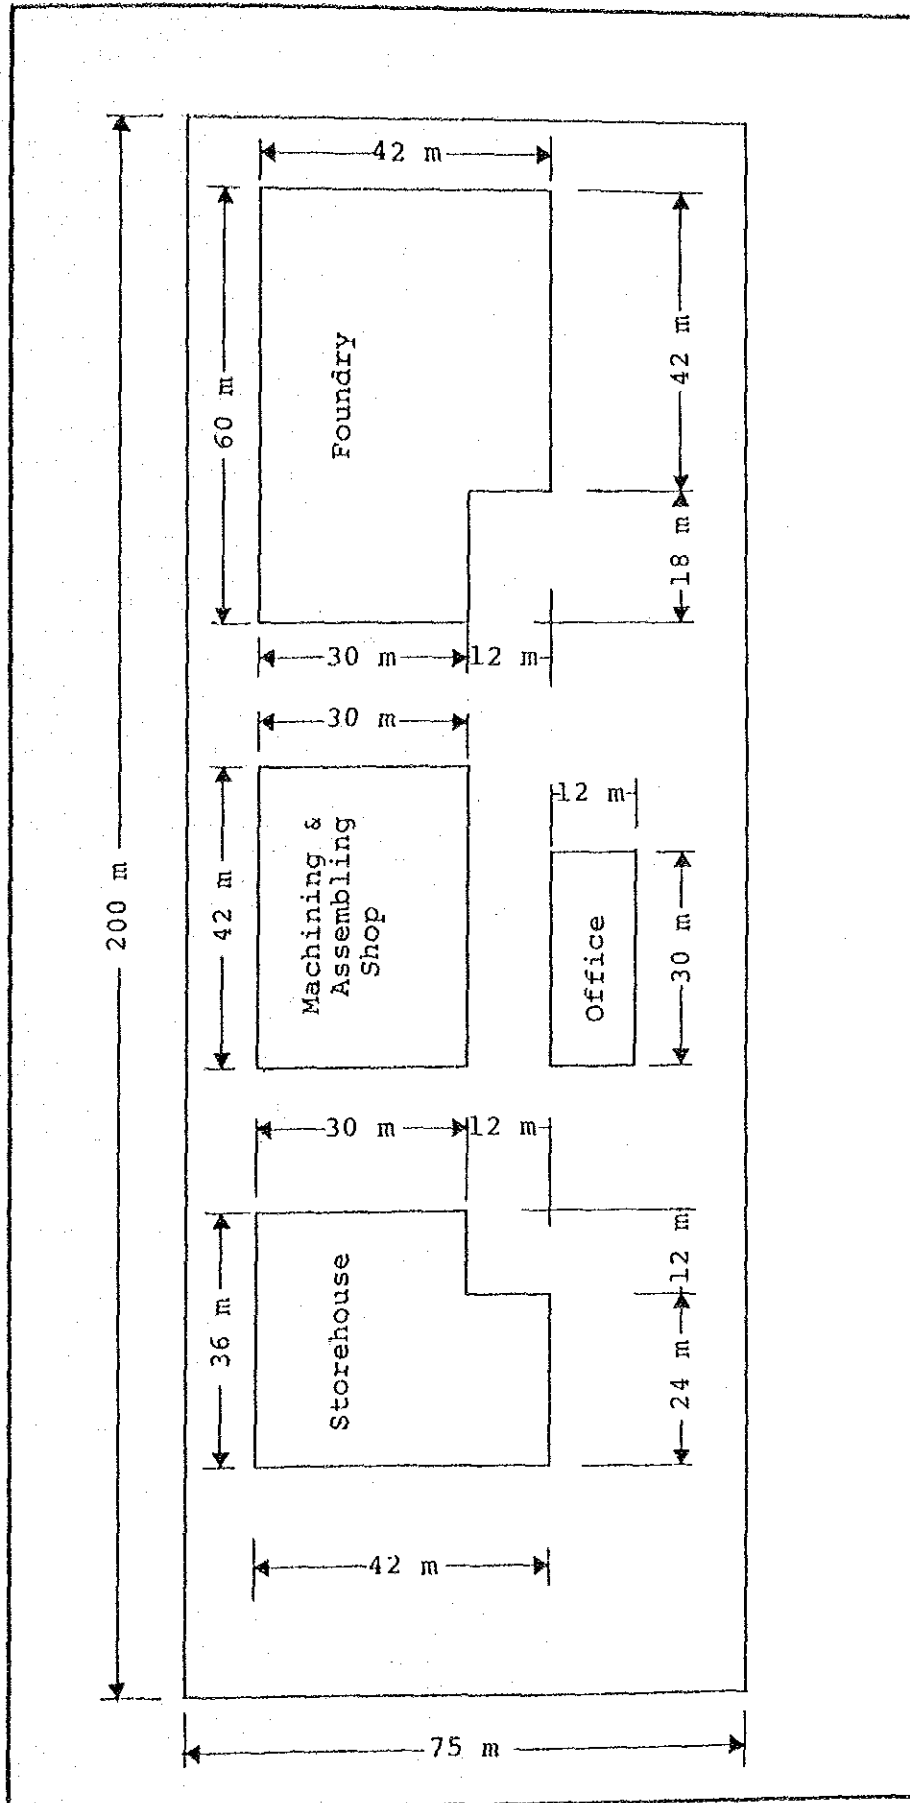 42 m
60 m
Foundry
42 m
18 m
30 m
12 m
30 m
200 m
42 m
Machining &
Assembling
Shop
12 m
Office
30 m
30 m
12 m
36 m
Storehouse
12 m
24 m
42 m
75 m